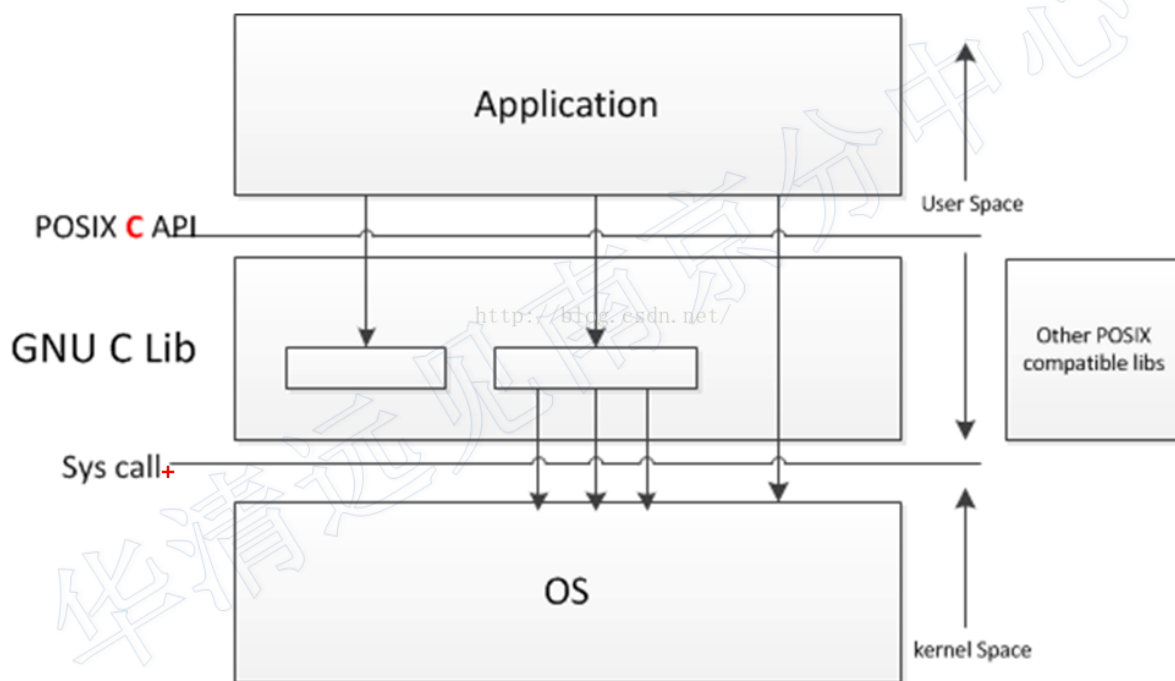 Application
User Space
POSIX C API
http://blog.csdn.net/
GNU C Lib
Other POSIX
compatible libs
Sys call+
OS
kernel Space
华清远见南京分中心